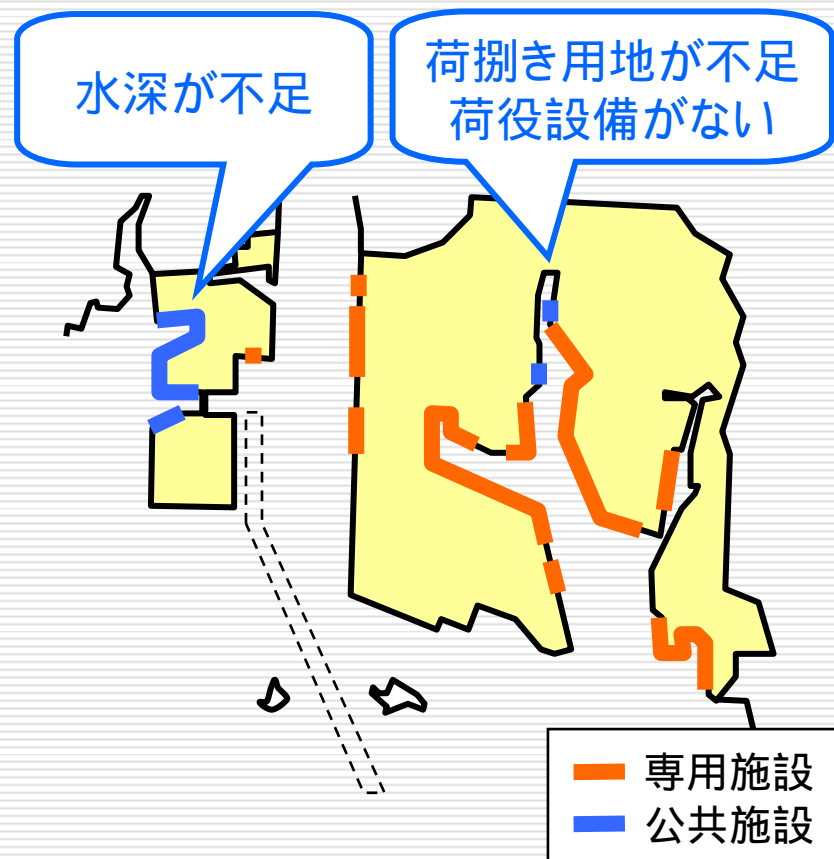 水深が不足
荷捌き用地が不足
荷役設備がない
専用施設
公共施設